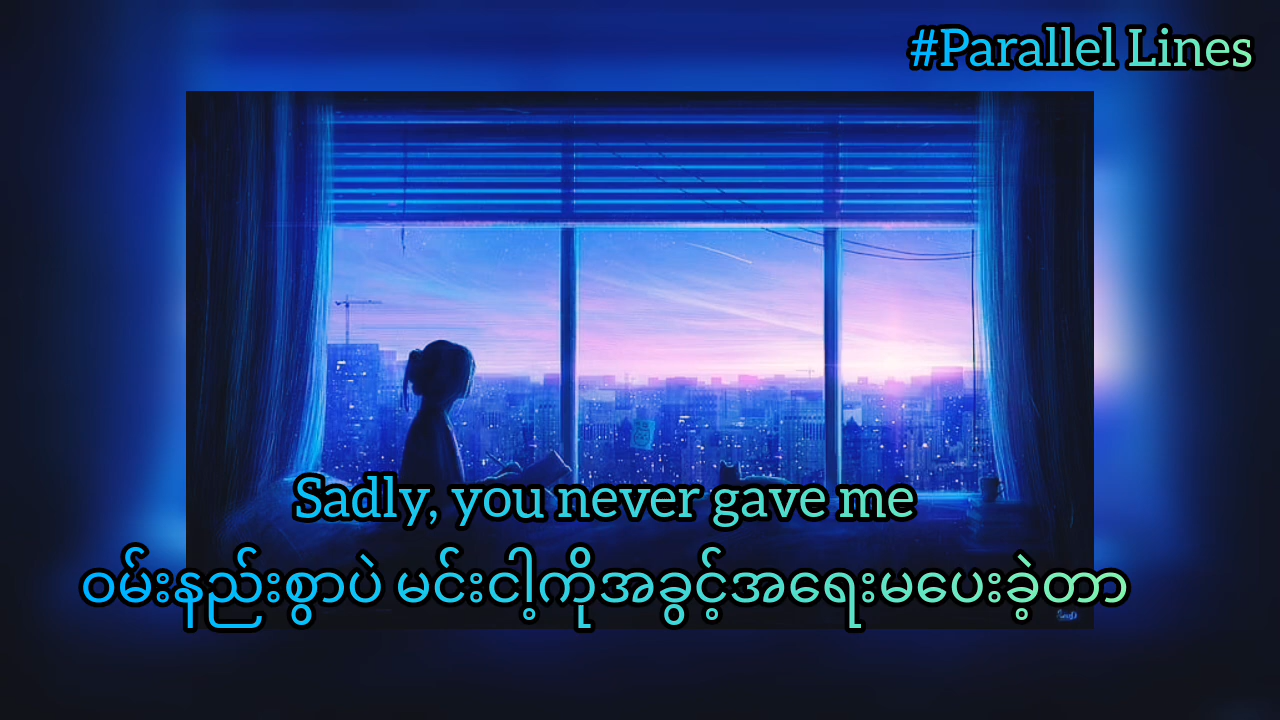 #Parallel Lines
Sadly, you never gave me
ဝမ်းနည်းစွာပဲ မင်းငါ့ကိုအခွင့်အရေးမပေးခဲ့တာ